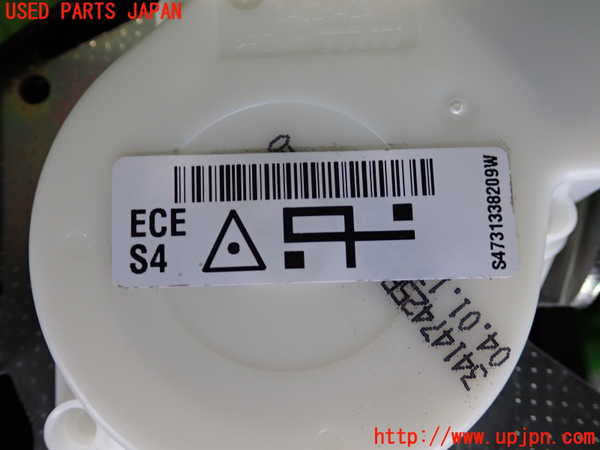 USED PARTS JAPAN
ECE
S4
S4731338209W
04.01.1
http://www.upjpn.com/